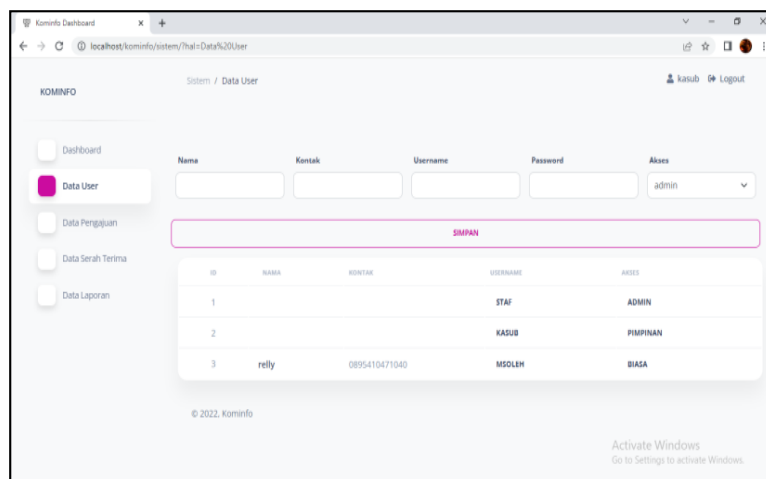 Kominfo Dashboard
localhost/kominfo/sistem/?hal=Data%20User
KOMINFO
Sistem / Data User
kasub Logout
Dashboard
Data User
Data Pengajuan
Data Serah Terima
Data Laporan
Nama Kontak Username Password Akses
admin
SIMPAN
ID NAMA KONTAK USERNAME AKSES
1 STAF ADMIN
2 KASUB PIMPINAN
3 relly 0895410471040 MSOLEH BIASA
© 2022, Kominfo
Activate Windows
Go to Settings to activate Windows.